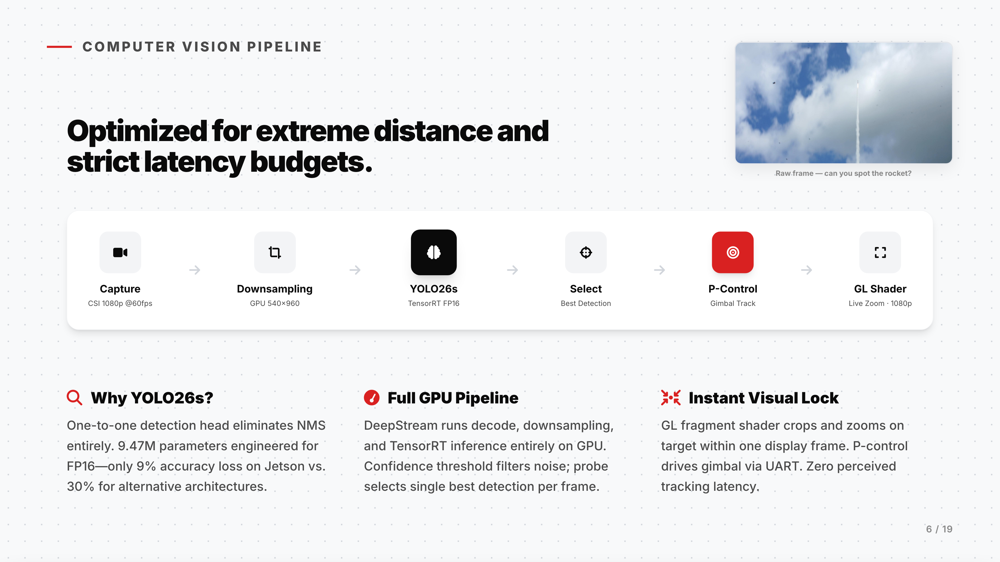 COMPUTER VISION PIPELINE
Optimized for extreme distance and
strict latency budgets.
Raw frame — can you spot the rocket?
Capture
CSI 1080p @60fps
Downsampling
GPU 540×960
YOLO26s
TensorRT FP16
Select
Best Detection
P-Control
Gimbal Track
GL Shader
Live Zoom · 1080p
Why YOLO26s?
One-to-one detection head eliminates NMS
entirely. 9.47M parameters engineered for
FP16—only 9% accuracy loss on Jetson vs.
30% for alternative architectures.
Full GPU Pipeline
DeepStream runs decode, downsampling,
and TensorRT inference entirely on GPU.
Confidence threshold filters noise; probe
selects single best detection per frame.
Instant Visual Lock
GL fragment shader crops and zooms on
target within one display frame. P-control
drives gimbal via UART. Zero perceived
tracking latency.
6 / 19